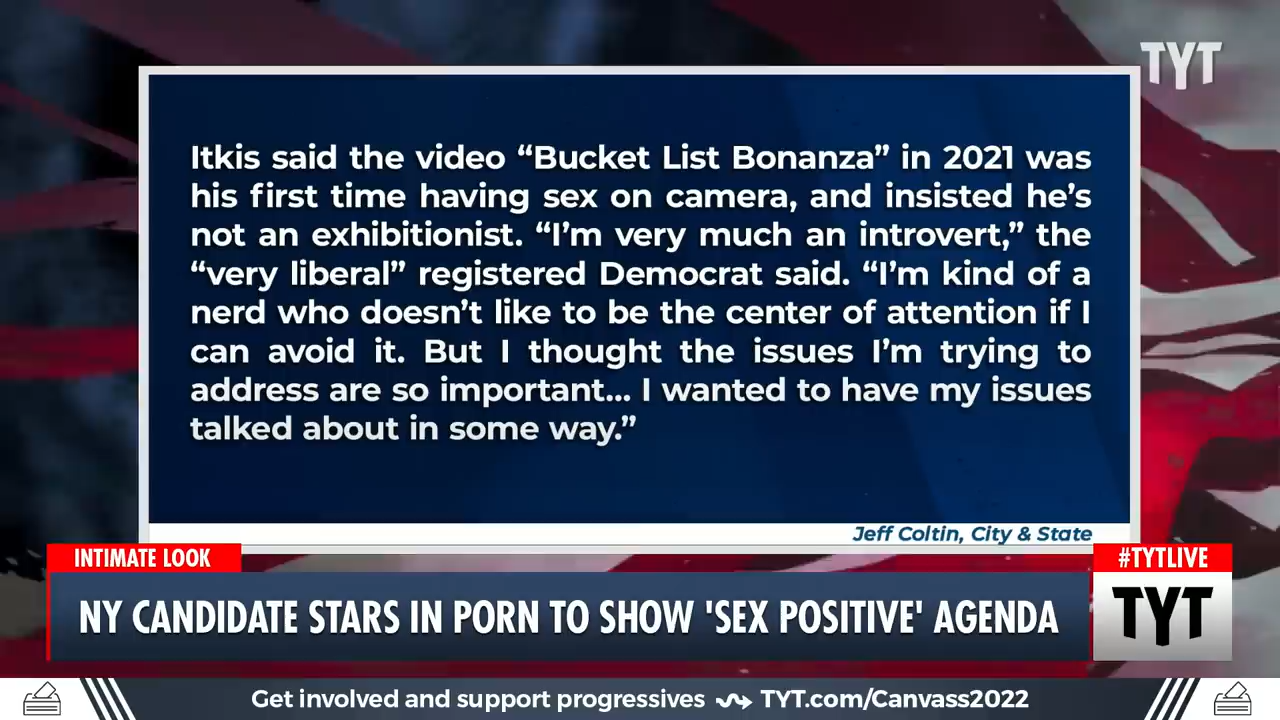 TYT
Itkis said the video “Bucket List Bonanza” in 2021 was
his first time having sex on camera, and insisted he’s
not an exhibitionist. “I’m very much an introvert,” the
“very liberal” registered Democrat said. “I’m kind of a
nerd who doesn’t like to be the center of attention if I
can avoid it. But I thought the issues I’m trying to
address are so important... I wanted to have my issues
talked about in some way.”
Jeff Coltin, City & State
INTIMATE LOOK
#TYTLIVE
NY CANDIDATE STARS IN PORN TO SHOW 'SEX POSITIVE' AGENDA
TYT
Get involved and support progressives TYT.com/Canvass2022